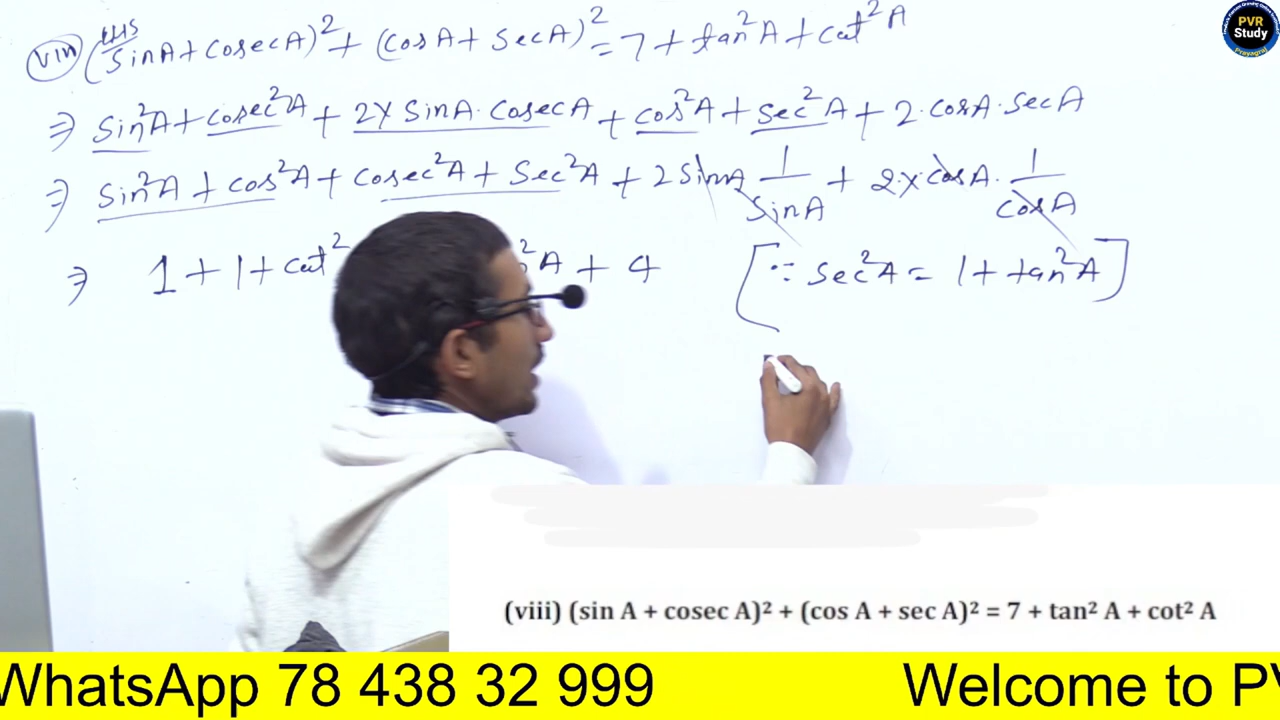 (viii) LHS (sinA + cosecA)² + (cosA + secA)² = 7 + tan²A + cot²A
⇒ sin²A + cosec²A + 2× sinA·cosecA + cos²A + sec²A + 2·cosA·secA
⇒ sin²A + cos²A + cosec²A + sec²A + 2 sinA 1/sinA + 2×cosA·1/cosA
⇒ 1 + 1 + cot² ²A + 4 [∵ sec²A = 1 + tan²A]
PVR
Study
Prayagraj
(viii) (sin A + cosec A)² + (cos A + sec A)² = 7 + tan² A + cot² A
WhatsApp 78 438 32 999 Welcome to PV